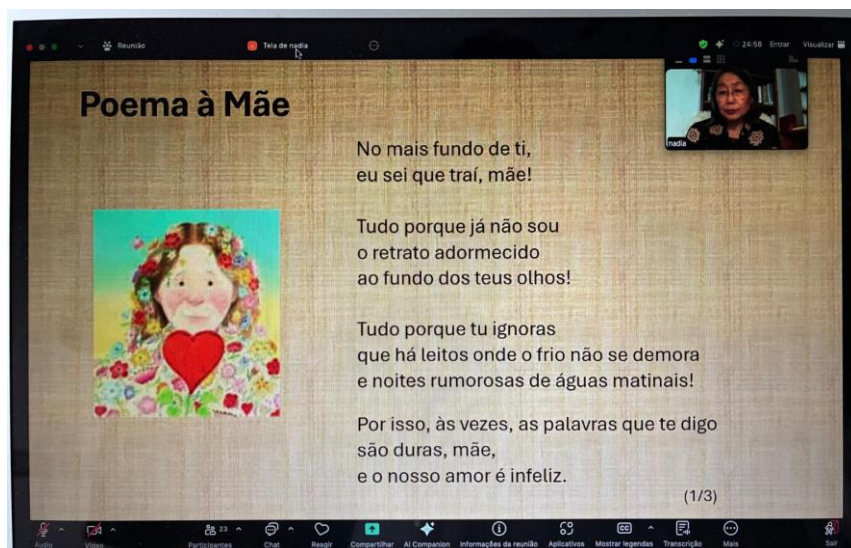 Reunião
Tela de nadia
24:56 Entrar Visualizar
Poema à Mãe
nadia
No mais fundo de ti,
eu sei que traí, mãe!
Tudo porque já não sou
o retrato adormecido
ao fundo dos teus olhos!
Tudo porque tu ignoras
que há leitos onde o frio não se demora
e noites rumorosas de águas matinais!
Por isso, às vezes, as palavras que te digo
são duras, mãe,
e o nosso amor é infeliz.
(1/3)
Áudio Vídeo Participantes 23 Chat Reagir Compartilhar AI Companion Informações da reunião Aplicativos CC Mostrar legendas Transcrição Mais Sair